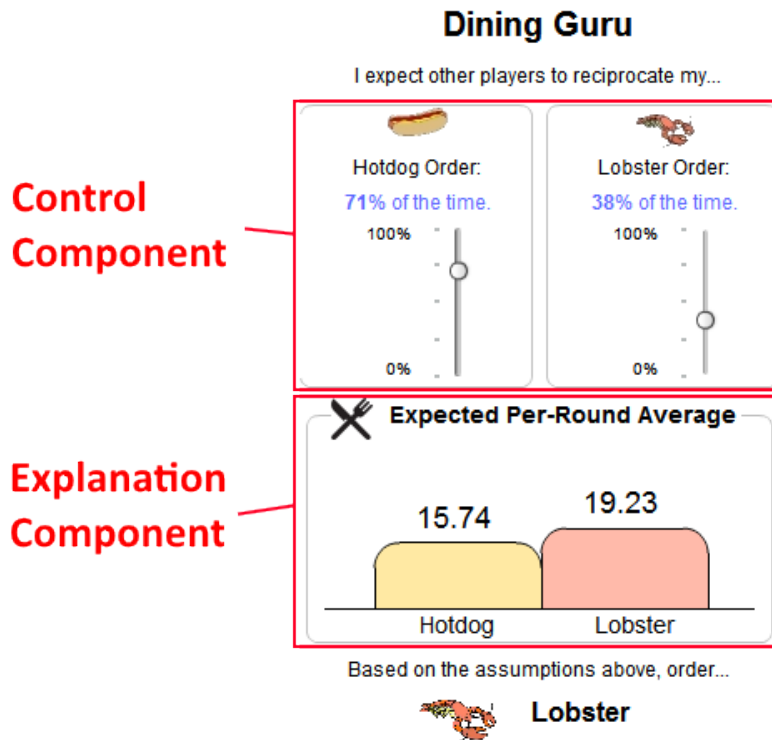 Dining Guru
I expect other players to reciprocate my...
Control
Component
Hotdog Order:
71% of the time.
100%
0%
Lobster Order:
38% of the time.
100%
0%
Explanation
Component
Expected Per-Round Average
15.74
19.23
Hotdog
Lobster
Based on the assumptions above, order...
Lobster